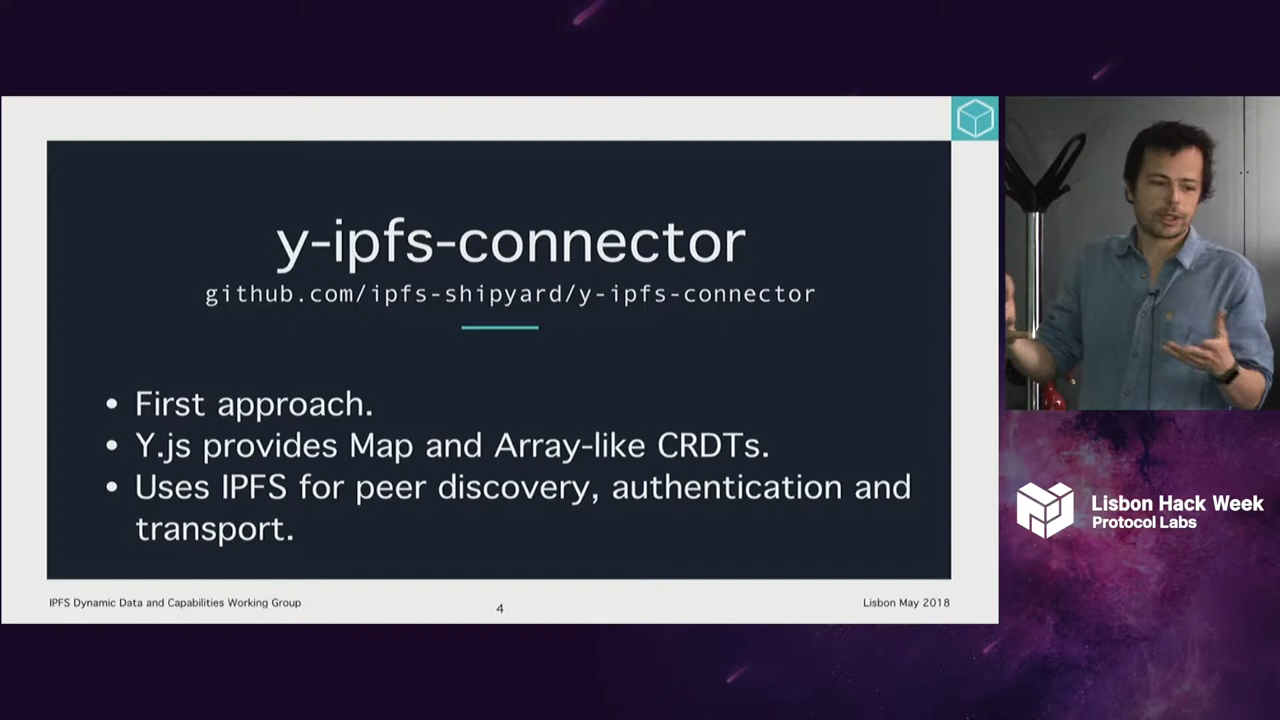 y-ipfs-connector
github.com/ipfs-shipyard/y-ipfs-connector
• First approach.
• Y.js provides Map and Array-like CRDTs.
• Uses IPFS for peer discovery, authentication and
transport.
IPFS Dynamic Data and Capabilities Working Group
4
Lisbon May 2018
Lisbon Hack Week
Protocol Labs